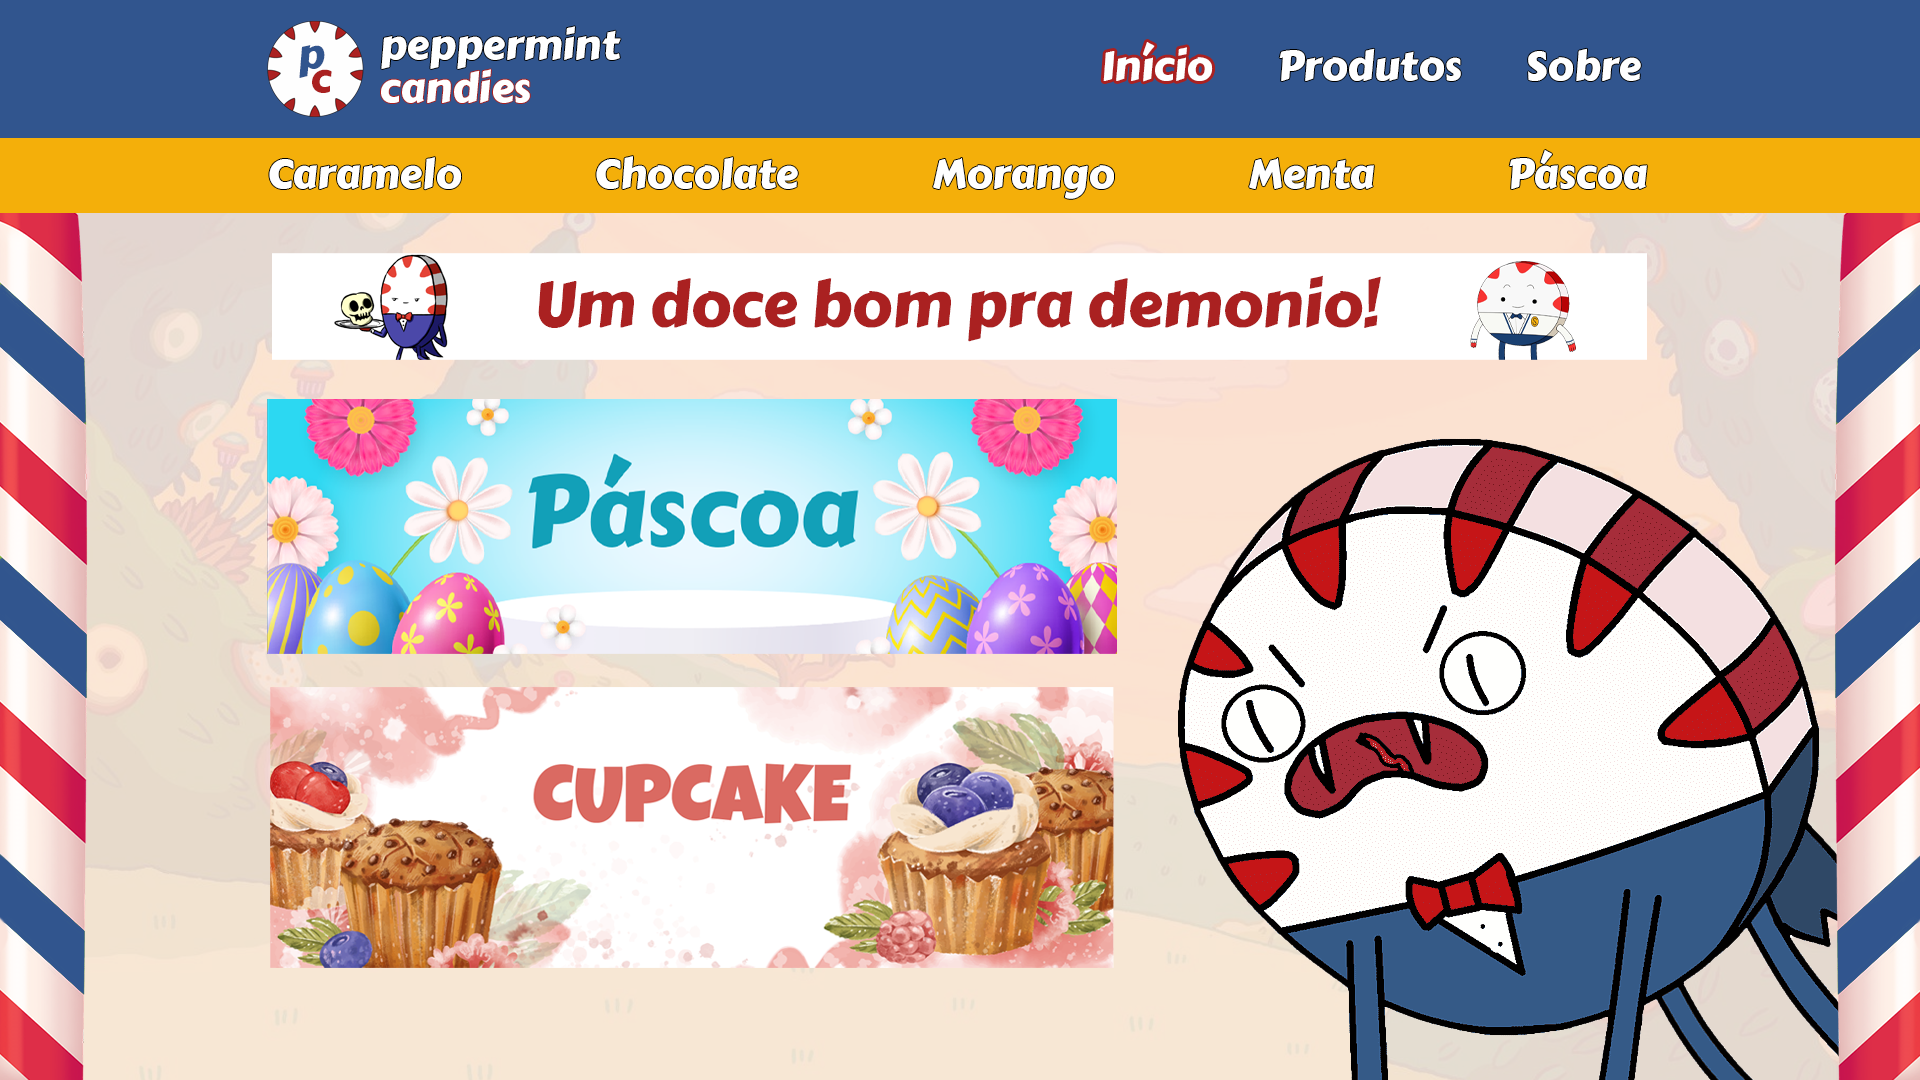 pc
peppermint
candies
Início Produtos Sobre
Caramelo Chocolate Morango Menta Páscoa
Um doce bom pra demonio!
Páscoa
CUPCAKE